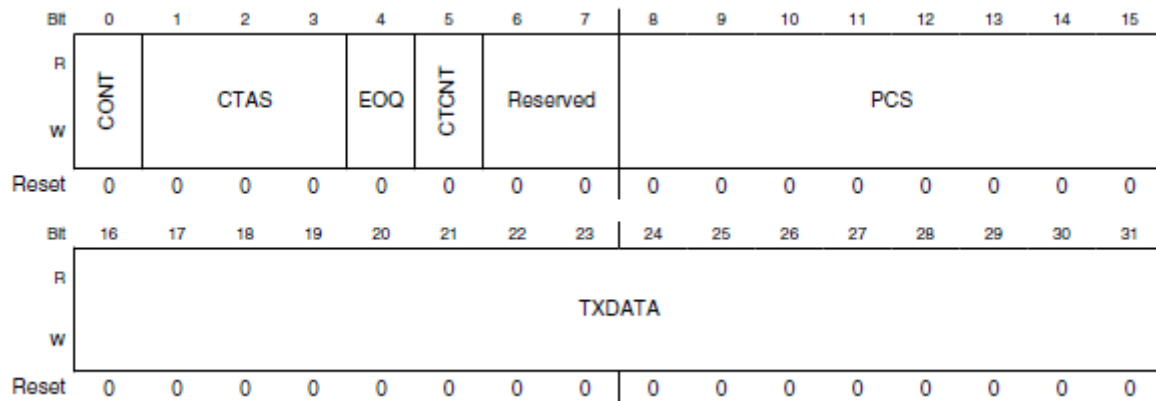 Bit 0 1 2 3 4 5 6 7 8 9 10 11 12 13 14 15
R
W
CONT CTAS EOQ CTCNT Reserved PCS
Reset 0 0 0 0 0 0 0 0 0 0 0 0 0 0 0 0
Bit 16 17 18 19 20 21 22 23 24 25 26 27 28 29 30 31
R
TXDATA
W
Reset 0 0 0 0 0 0 0 0 0 0 0 0 0 0 0 0